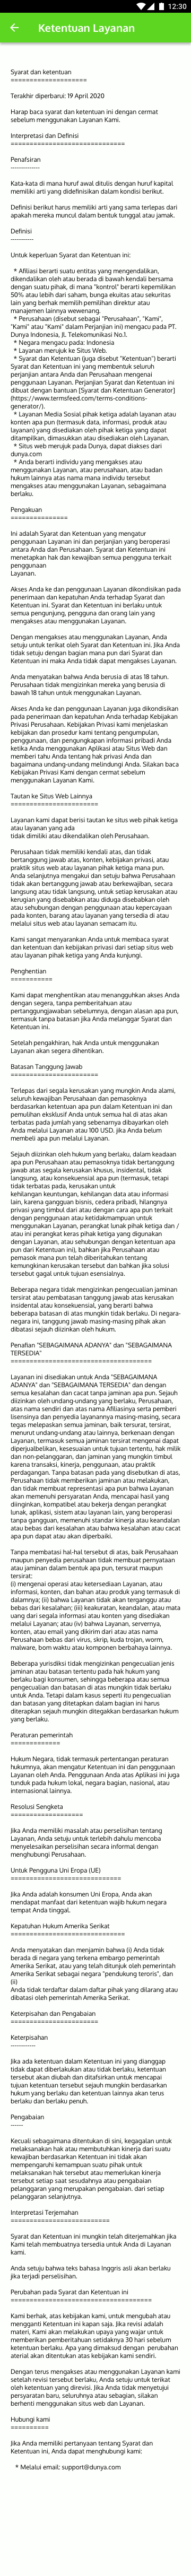 12:30
Ketentuan Layanan
Syarat dan ketentuan
====================
Terakhir diperbarui: 19 April 2020
Harap baca syarat dan ketentuan ini dengan cermat
sebelum menggunakan Layanan Kami.
Interpretasi dan Definisi
==============================
Penafsiran
--------------
Kata-kata di mana huruf awal ditulis dengan huruf kapital
memiliki arti yang didefinisikan dalam kondisi berikut.
Definisi berikut harus memiliki arti yang sama terlepas dari
apakah mereka muncul dalam bentuk tunggal atau jamak.
Definisi
-----------
Untuk keperluan Syarat dan Ketentuan ini:
* Afiliasi berarti suatu entitas yang mengendalikan,
dikendalikan oleh atau berada di bawah kendali bersama
dengan suatu pihak, di mana "kontrol" berarti kepemilikan
50% atau lebih dari saham, bunga ekuitas atau sekuritas
lain yang berhak memilih pemilihan direktur atau
manajemen lainnya wewenang.
* Perusahaan (disebut sebagai "Perusahaan", "Kami",
"Kami" atau "Kami" dalam Perjanjian ini) mengacu pada PT.
Dunya Indonesia, Jl. Telekomunikasi No.1.
* Negara mengacu pada: Indonesia
* Layanan merujuk ke Situs Web.
* Syarat dan Ketentuan (juga disebut "Ketentuan") berarti
Syarat dan Ketentuan ini yang membentuk seluruh
perjanjian antara Anda dan Perusahaan mengenai
penggunaan Layanan. Perjanjian Syarat dan Ketentuan ini
dibuat dengan bantuan [Syarat dan Ketentuan Generator]
(https://www.termsfeed.com/terms-conditions-
generator/).
* Layanan Media Sosial pihak ketiga adalah layanan atau
konten apa pun (termasuk data, informasi, produk atau
layanan) yang disediakan oleh pihak ketiga yang dapat
ditampilkan, dimasukkan atau disediakan oleh Layanan.
* Situs web merujuk pada Dunya, dapat diakses dari
dunya.com
* Anda berarti individu yang mengakses atau
menggunakan Layanan, atau perusahaan, atau badan
hukum lainnya atas nama mana individu tersebut
mengakses atau menggunakan Layanan, sebagaimana
berlaku.
Pengakuan
===============
Ini adalah Syarat dan Ketentuan yang mengatur
penggunaan Layanan ini dan perjanjian yang beroperasi
antara Anda dan Perusahaan. Syarat dan Ketentuan ini
menetapkan hak dan kewajiban semua pengguna terkait
penggunaan
Layanan.
Akses Anda ke dan penggunaan Layanan dikondisikan pada
penerimaan dan kepatuhan Anda terhadap Syarat dan
Ketentuan ini. Syarat dan Ketentuan ini berlaku untuk
semua pengunjung, pengguna dan orang lain yang
mengakses atau menggunakan Layanan.
Dengan mengakses atau menggunakan Layanan, Anda
setuju untuk terikat oleh Syarat dan Ketentuan ini. Jika Anda
tidak setuju dengan bagian mana pun dari Syarat dan
Ketentuan ini maka Anda tidak dapat mengakses Layanan.
Anda menyatakan bahwa Anda berusia di atas 18 tahun.
Perusahaan tidak mengizinkan mereka yang berusia di
bawah 18 tahun untuk menggunakan Layanan.
Akses Anda ke dan penggunaan Layanan juga dikondisikan
pada penerimaan dan kepatuhan Anda terhadap Kebijakan
Privasi Perusahaan. Kebijakan Privasi kami menjelaskan
kebijakan dan prosedur kami tentang pengumpulan,
penggunaan, dan pengungkapan informasi pribadi Anda
ketika Anda menggunakan Aplikasi atau Situs Web dan
memberi tahu Anda tentang hak privasi Anda dan
bagaimana undang-undang melindungi Anda. Silakan baca
Kebijakan Privasi Kami dengan cermat sebelum
menggunakan Layanan Kami.
Tautan ke Situs Web Lainnya
=======================
Layanan kami dapat berisi tautan ke situs web pihak ketiga
atau layanan yang ada
tidak dimiliki atau dikendalikan oleh Perusahaan.
Perusahaan tidak memiliki kendali atas, dan tidak
bertanggung jawab atas, konten, kebijakan privasi, atau
praktik situs web atau layanan pihak ketiga mana pun.
Anda selanjutnya mengakui dan setuju bahwa Perusahaan
tidak akan bertanggung jawab atau berkewajiban, secara
langsung atau tidak langsung, untuk setiap kerusakan atau
kerugian yang disebabkan atau diduga disebabkan oleh
atau sehubungan dengan penggunaan atau kepercayaan
pada konten, barang atau layanan yang tersedia di atau
melalui situs web atau layanan semacam itu.
Kami sangat menyarankan Anda untuk membaca syarat
dan ketentuan dan kebijakan privasi dari setiap situs web
atau layanan pihak ketiga yang Anda kunjungi.
Penghentian
===========
Kami dapat menghentikan atau menangguhkan akses Anda
dengan segera, tanpa pemberitahuan atau
pertanggungjawaban sebelumnya, dengan alasan apa pun,
termasuk tanpa batasan jika Anda melanggar Syarat dan
Ketentuan ini.
Setelah pengakhiran, hak Anda untuk menggunakan
Layanan akan segera dihentikan.
Batasan Tanggung Jawab
=======================
Terlepas dari segala kerusakan yang mungkin Anda alami,
seluruh kewajiban Perusahaan dan pemasoknya
berdasarkan ketentuan apa pun dalam Ketentuan ini dan
pemulihan eksklusif Anda untuk semua hal di atas akan
terbatas pada jumlah yang sebenarnya dibayarkan oleh
Anda melalui Layanan atau 100 USD. jika Anda belum
membeli apa pun melalui Layanan.
Sejauh diizinkan oleh hukum yang berlaku, dalam keadaan
apa pun Perusahaan atau pemasoknya tidak bertanggung
jawab atas segala kerusakan khusus, insidental, tidak
langsung, atau konsekuensial apa pun (termasuk, tetapi
tidak terbatas pada, kerusakan untuk
kehilangan keuntungan, kehilangan data atau informasi
lain, karena gangguan bisnis, cedera pribadi, hilangnya
privasi yang timbul dari atau dengan cara apa pun terkait
dengan penggunaan atau ketidakmampuan untuk
menggunakan Layanan, perangkat lunak pihak ketiga dan /
atau ini perangkat keras pihak ketiga yang digunakan
dengan Layanan, atau sehubungan dengan ketentuan apa
pun dari Ketentuan ini), bahkan jika Perusahaan atau
pemasok mana pun telah diberitahukan tentang
kemungkinan kerusakan tersebut dan bahkan jika solusi
tersebut gagal untuk tujuan esensialnya.
Beberapa negara tidak mengizinkan pengecualian jaminan
tersirat atau pembatasan tanggung jawab atas kerusakan
insidental atau konsekuensial, yang berarti bahwa
beberapa batasan di atas mungkin tidak berlaku. Di negara-
negara ini, tanggung jawab masing-masing pihak akan
dibatasi sejauh diizinkan oleh hukum.
Penafian "SEBAGAIMANA ADANYA" dan "SEBAGAIMANA
TERSEDIA"
=====================================
Layanan ini disediakan untuk Anda "SEBAGAIMANA
ADANYA" dan "SEBAGAIMANA TERSEDIA" dan dengan
semua kesalahan dan cacat tanpa jaminan apa pun. Sejauh
diizinkan oleh undang-undang yang berlaku, Perusahaan,
atas nama sendiri dan atas nama Afiliasinya serta pemberi
lisensinya dan penyedia layanannya masing-masing, secara
tegas melepaskan semua jaminan, baik tersurat, tersirat,
menurut undang-undang atau lainnya, berkenaan dengan
Layanan, termasuk semua jaminan tersirat mengenai dapat
diperjualbelikan, kesesuaian untuk tujuan tertentu, hak milik
dan non-pelanggaran, dan jaminan yang mungkin timbul
karena transaksi, kinerja, penggunaan, atau praktik
perdagangan. Tanpa batasan pada yang disebutkan di atas,
Perusahaan tidak memberikan jaminan atau melakukan,
dan tidak membuat representasi apa pun bahwa Layanan
akan memenuhi persyaratan Anda, mencapai hasil yang
diinginkan, kompatibel atau bekerja dengan perangkat
lunak, aplikasi, sistem atau layanan lain, yang beroperasi
tanpa gangguan, memenuhi standar kinerja atau keandalan
atau bebas dari kesalahan atau bahwa kesalahan atau cacat
apa pun dapat atau akan diperbaiki.
Tanpa membatasi hal-hal tersebut di atas, baik Perusahaan
maupun penyedia perusahaan tidak membuat pernyataan
atau jaminan dalam bentuk apa pun, tersurat maupun
tersirat:
(i) mengenai operasi atau ketersediaan Layanan, atau
informasi, konten, dan bahan atau produk yang termasuk di
dalamnya; (ii) bahwa Layanan tidak akan terganggu atau
bebas dari kesalahan; (iii) keakuratan, keandalan, atau mata
uang dari segala informasi atau konten yang disediakan
melalui Layanan; atau (iv) bahwa Layanan, servernya,
konten, atau email yang dikirim dari atau atas nama
Perusahaan bebas dari virus, skrip, kuda trojan, worm,
malware, bom waktu atau komponen berbahaya lainnya.
Beberapa yurisdiksi tidak mengizinkan pengecualian jenis
jaminan atau batasan tertentu pada hak hukum yang
berlaku bagi konsumen, sehingga beberapa atau semua
pengecualian dan batasan di atas mungkin tidak berlaku
untuk Anda. Tetapi dalam kasus seperti itu pengecualian
dan batasan yang ditetapkan dalam bagian ini harus
diterapkan sejauh mungkin ditegakkan berdasarkan hukum
yang berlaku.
Peraturan pemerintah
=============
Hukum Negara, tidak termasuk pertentangan peraturan
hukumnya, akan mengatur Ketentuan ini dan penggunaan
Layanan oleh Anda. Penggunaan Anda atas Aplikasi ini juga
tunduk pada hukum lokal, negara bagian, nasional, atau
internasional lainnya.
Resolusi Sengketa
===================
Jika Anda memiliki masalah atau perselisihan tentang
Layanan, Anda setuju untuk terlebih dahulu mencoba
menyelesaikan perselisihan secara informal dengan
menghubungi Perusahaan.
Untuk Pengguna Uni Eropa (UE)
=============================
Jika Anda adalah konsumen Uni Eropa, Anda akan
mendapat manfaat dari ketentuan wajib hukum negara
tempat Anda tinggal.
Kepatuhan Hukum Amerika Serikat
==============================
Anda menyatakan dan menjamin bahwa (i) Anda tidak
berada di negara yang terkena embargo pemerintah
Amerika Serikat, atau yang telah ditunjuk oleh pemerintah
Amerika Serikat sebagai negara "pendukung teroris", dan
(ii)
Anda tidak terdaftar dalam daftar pihak yang dilarang atau
dibatasi oleh pemerintah Amerika Serikat.
Keterpisahan dan Pengabaian
=======================
Keterpisahan
------------
Jika ada ketentuan dalam Ketentuan ini yang dianggap
tidak dapat diberlakukan atau tidak berlaku, ketentuan
tersebut akan diubah dan ditafsirkan untuk mencapai
tujuan ketentuan tersebut sejauh mungkin berdasarkan
hukum yang berlaku dan ketentuan lainnya akan terus
berlaku dan berlaku penuh.
Pengabaian
------
Kecuali sebagaimana ditentukan di sini, kegagalan untuk
melaksanakan hak atau membutuhkan kinerja dari suatu
kewajiban berdasarkan Ketentuan ini tidak akan
mempengaruhi kemampuan suatu pihak untuk
melaksanakan hak tersebut atau memerlukan kinerja
tersebut setiap saat sesudahnya atau pengabaian
pelanggaran yang merupakan pengabaian. dari setiap
pelanggaran selanjutnya.
Interpretasi Terjemahan
==========================
Syarat dan Ketentuan ini mungkin telah diterjemahkan jika
Kami telah membuatnya tersedia untuk Anda di Layanan
kami.
Anda setuju bahwa teks bahasa Inggris asli akan berlaku
jika terjadi perselisihan.
Perubahan pada Syarat dan Ketentuan ini
=====================================
Kami berhak, atas kebijakan kami, untuk mengubah atau
mengganti Ketentuan ini kapan saja. Jika revisi adalah
materi, Kami akan melakukan upaya yang wajar untuk
memberikan pemberitahuan setidaknya 30 hari sebelum
ketentuan berlaku. Apa yang dimaksud dengan  perubahan
aterial akan ditentukan atas kebijakan kami sendiri.
Dengan terus mengakses atau menggunakan Layanan kami
setelah revisi tersebut berlaku, Anda setuju untuk terikat
oleh ketentuan yang direvisi. Jika Anda tidak menyetujui
persyaratan baru, seluruhnya atau sebagian, silakan
berhenti menggunakan situs web dan Layanan.
Hubungi kami
==========
Jika Anda memiliki pertanyaan tentang Syarat dan
Ketentuan ini, Anda dapat menghubungi kami:
* Melalui email: support@dunya.com